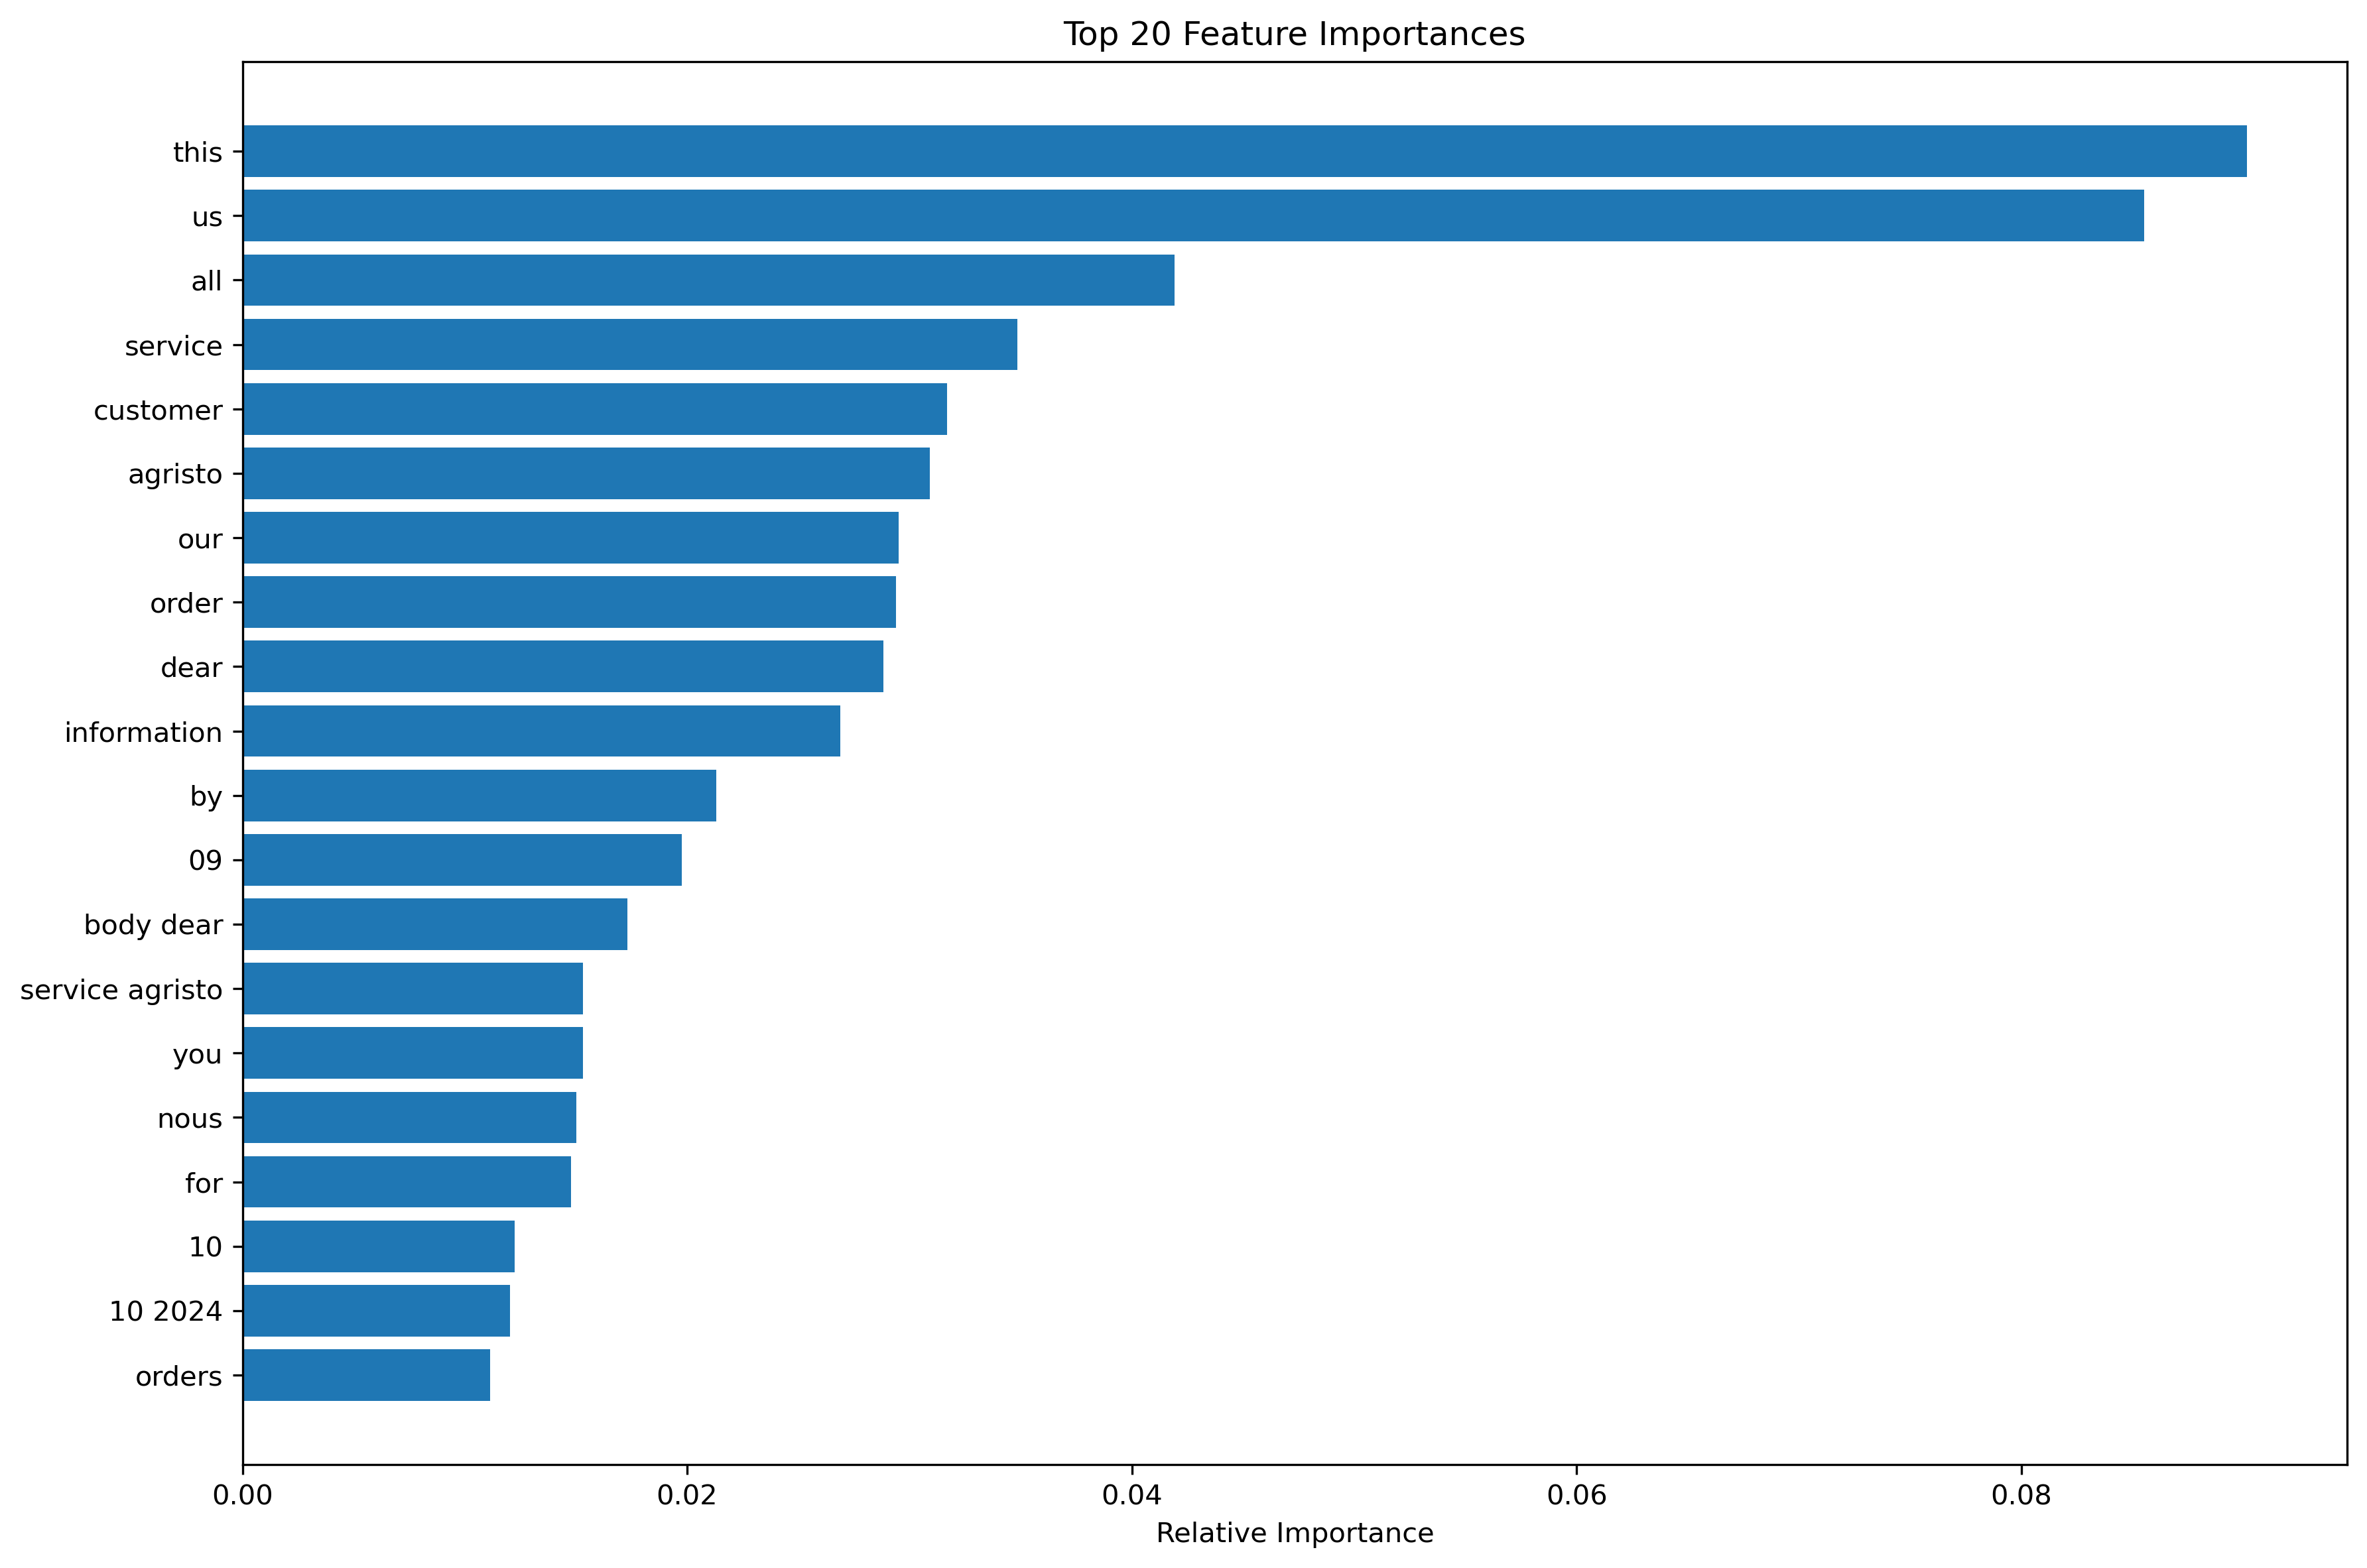 Top 20 Feature Importances
this
us
all
service
customer
agristo
our
order
dear
information
by
09
body dear
service agristo
you
nous
for
10
10 2024
orders
0.00 0.02 0.04 0.06 0.08
Relative Importance